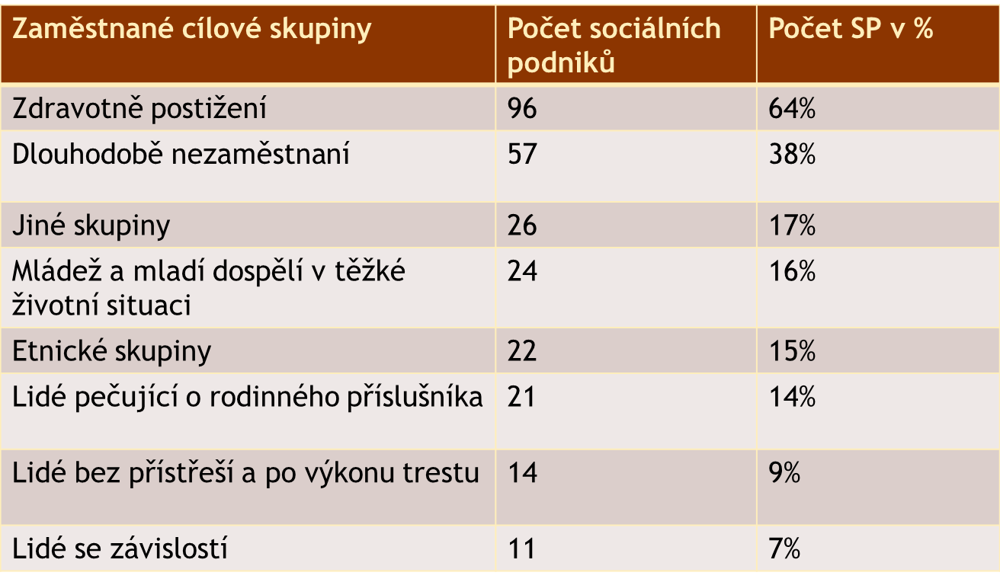 Zaměstnané cílové skupiny Počet sociálních podniků Počet SP v %
Zdravotně postižení 96 64%
Dlouhodobě nezaměstnaní 57 38%
Jiné skupiny 26 17%
Mládež a mladí dospělí v těžké životní situaci 24 16%
Etnické skupiny 22 15%
Lidé pečující o rodinného příslušníka 21 14%
Lidé bez přístřeší a po výkonu trestu 14 9%
Lidé se závislostí 11 7%